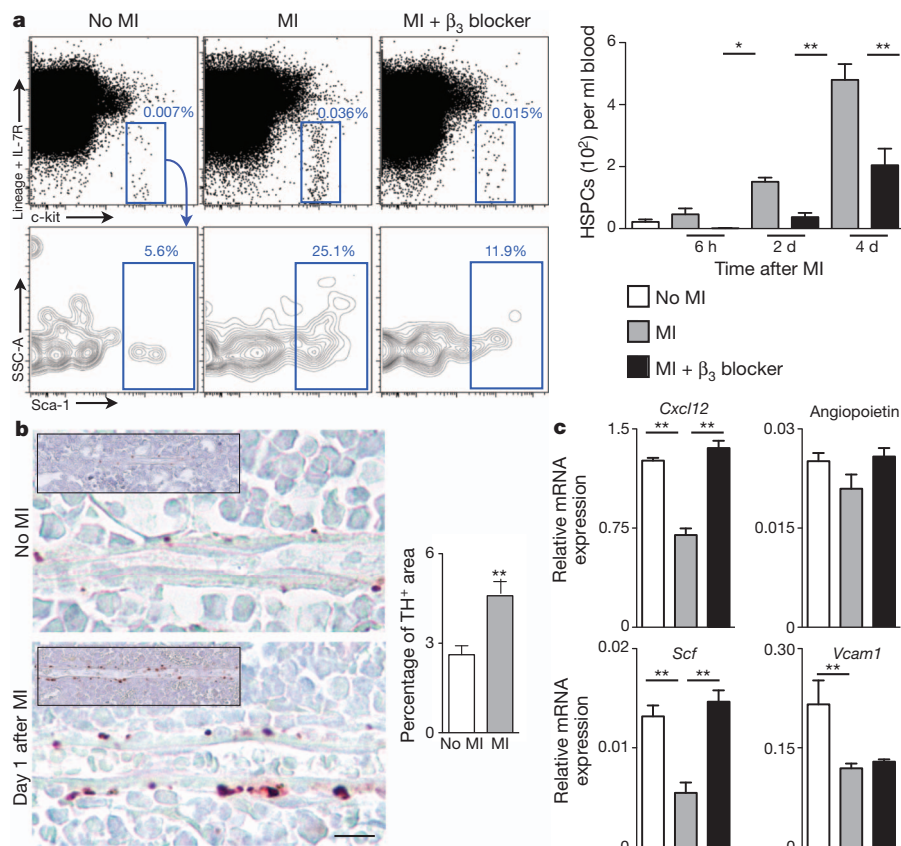 a
No MI
MI
MI + β₃ blocker
Lineage + IL-7R
0.007%
0.036%
0.015%
c-kit
SSC-A
5.6%
25.1%
11.9%
Sca-1
HSPCs (10²) per ml blood
6
4
2
0
*
**
**
6 h
2 d
4 d
Time after MI
No MI
MI
MI + β₃ blocker
b
No MI
Day 1 after MI
Percentage of TH⁺ area
6
3
0
**
No MI
MI
c
Cxcl12
Relative mRNA
expression
1.5
0.75
0
**
**
Angiopoietin
0.03
0.015
0
Scf
Relative mRNA
expression
0.02
0.01
0
**
**
Vcam1
0.30
0.15
0
**